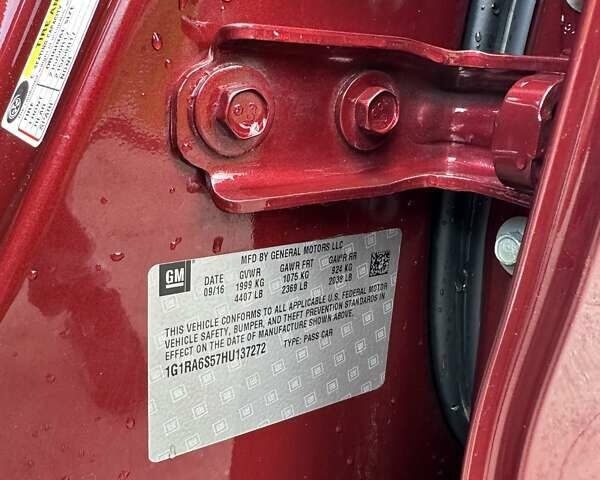 MFD BY GENERAL MOTORS LLC
GM
DATE GVWR GAWR FRT GAWR RR
09/16 1999 KG 1075 KG 924 KG
4407 LB 2369 LB 2038 LB
THIS VEHICLE CONFORMS TO ALL APPLICABLE U.S. FEDERAL MOTOR
VEHICLE SAFETY, BUMPER, AND THEFT PREVENTION STANDARDS IN
EFFECT ON THE DATE OF MANUFACTURE SHOWN ABOVE.
1G1RA6S57HU137272 TYPE: PASS CAR